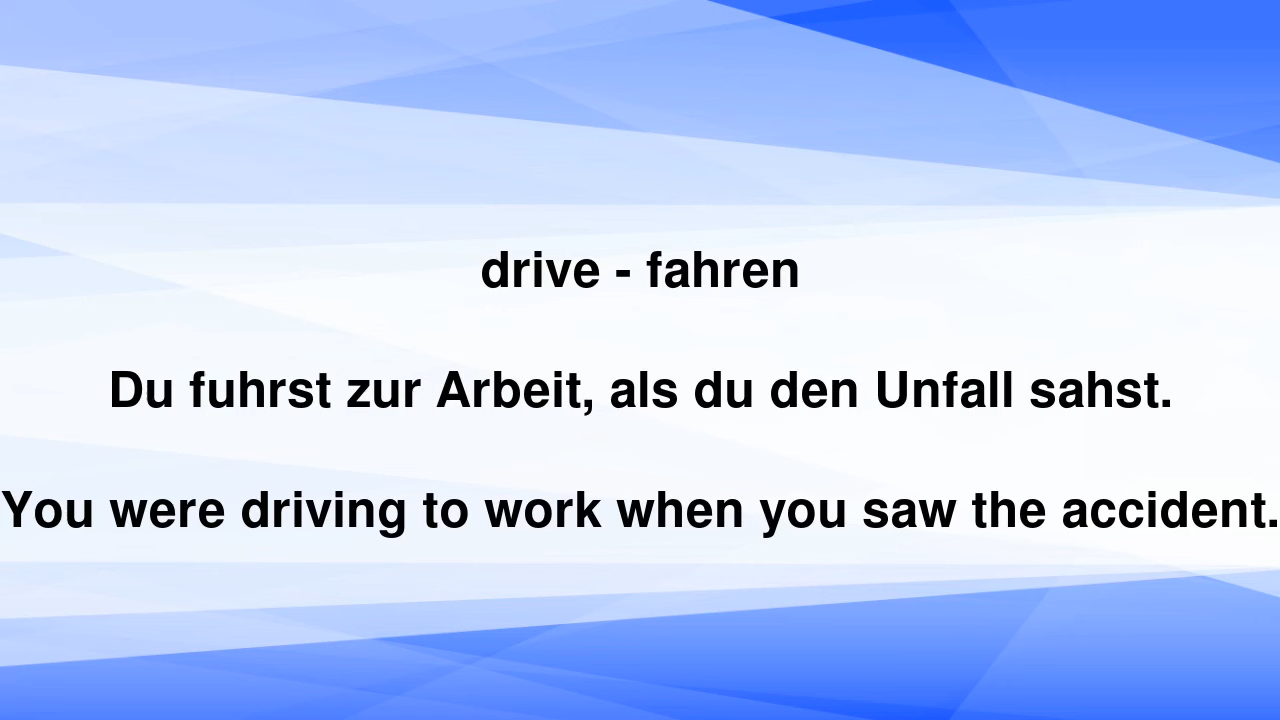 drive - fahren
Du fuhrst zur Arbeit, als du den Unfall sahst.
You were driving to work when you saw the accident.